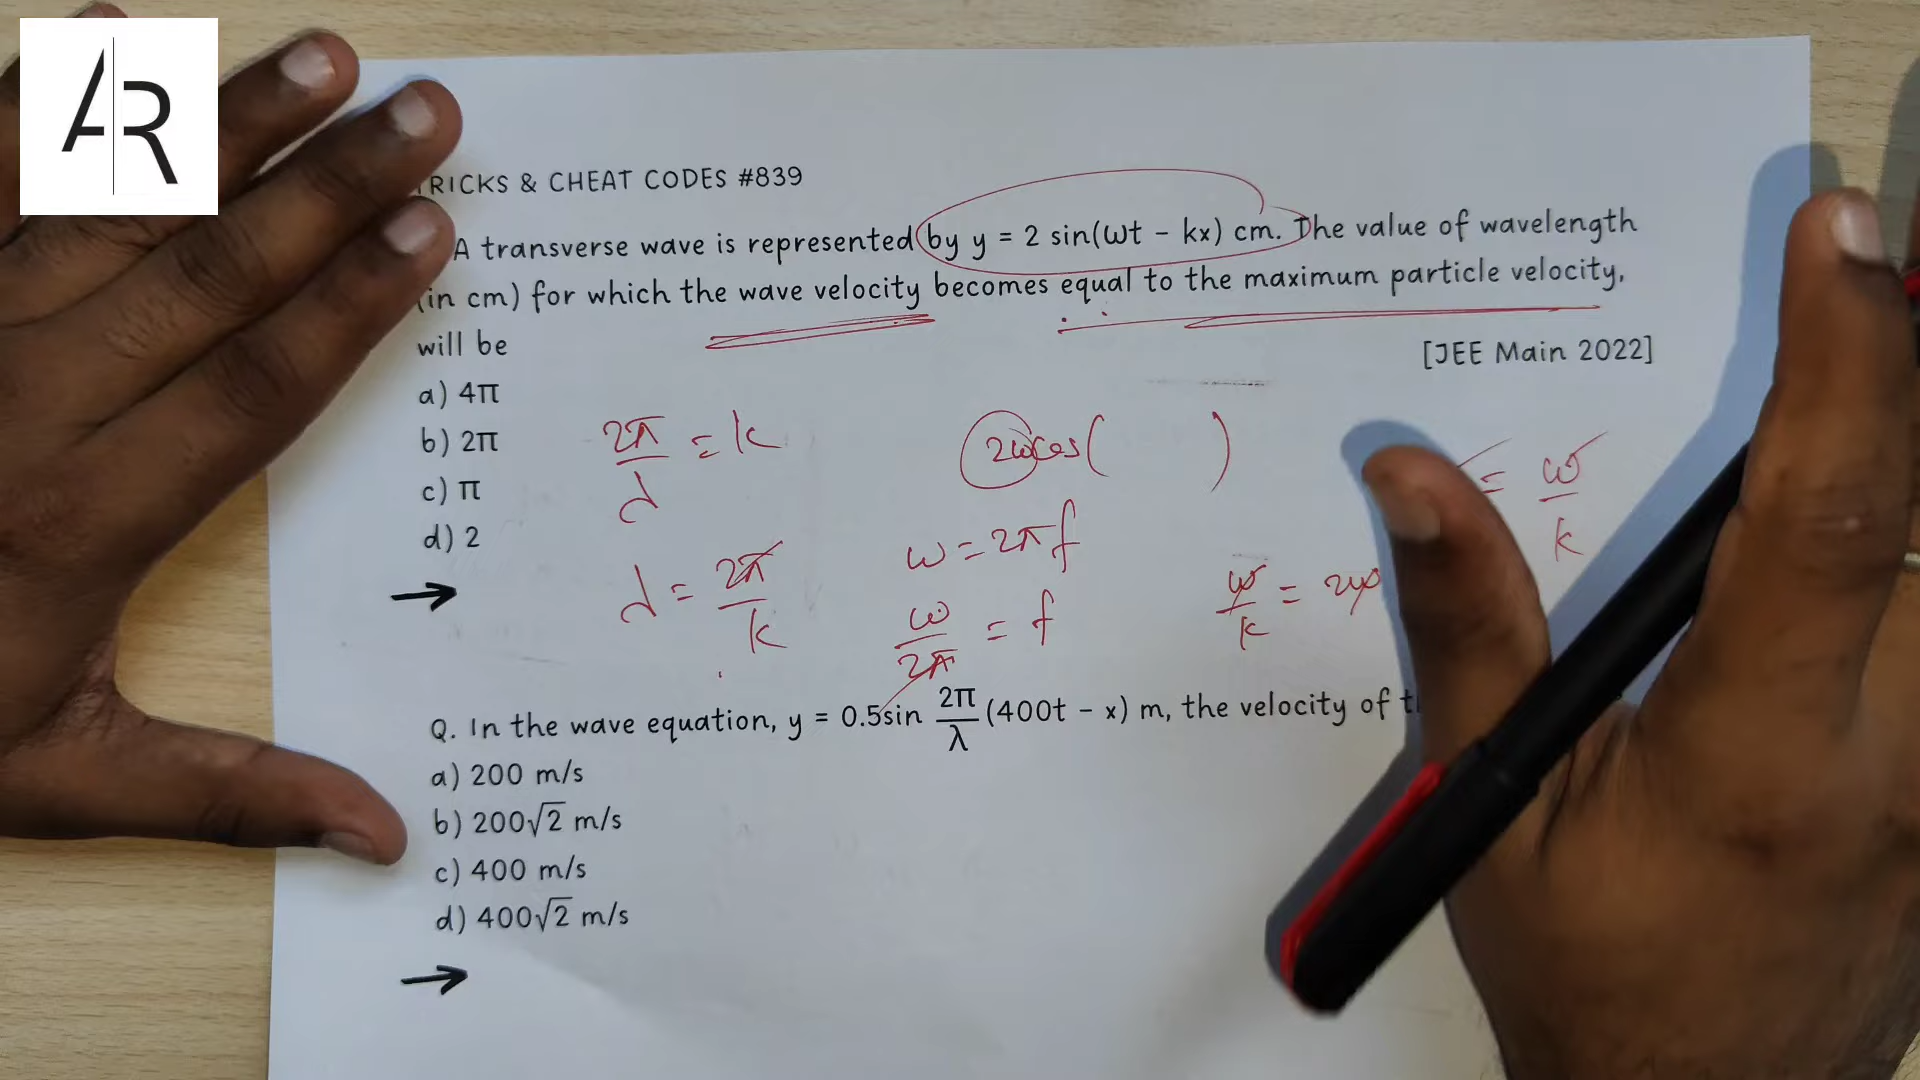 AR
TRICKS & CHEAT CODES #839
A transverse wave is represented by y = 2 sin(ωt - kx) cm. The value of wavelength
(in cm) for which the wave velocity becomes equal to the maximum particle velocity,
will be
[JEE Main 2022]
a) 4π
b) 2π
c) π
d) 2
2π/λ = k
λ = 2π/k
2ωcos( )
ω = 2πf
ω/2π = f
= ω/k
ω/k = 2ω
Q. In the wave equation, y = 0.5sin 2π/λ (400t - x) m, the velocity of
a) 200 m/s
b) 200√2 m/s
c) 400 m/s
d) 400√2 m/s